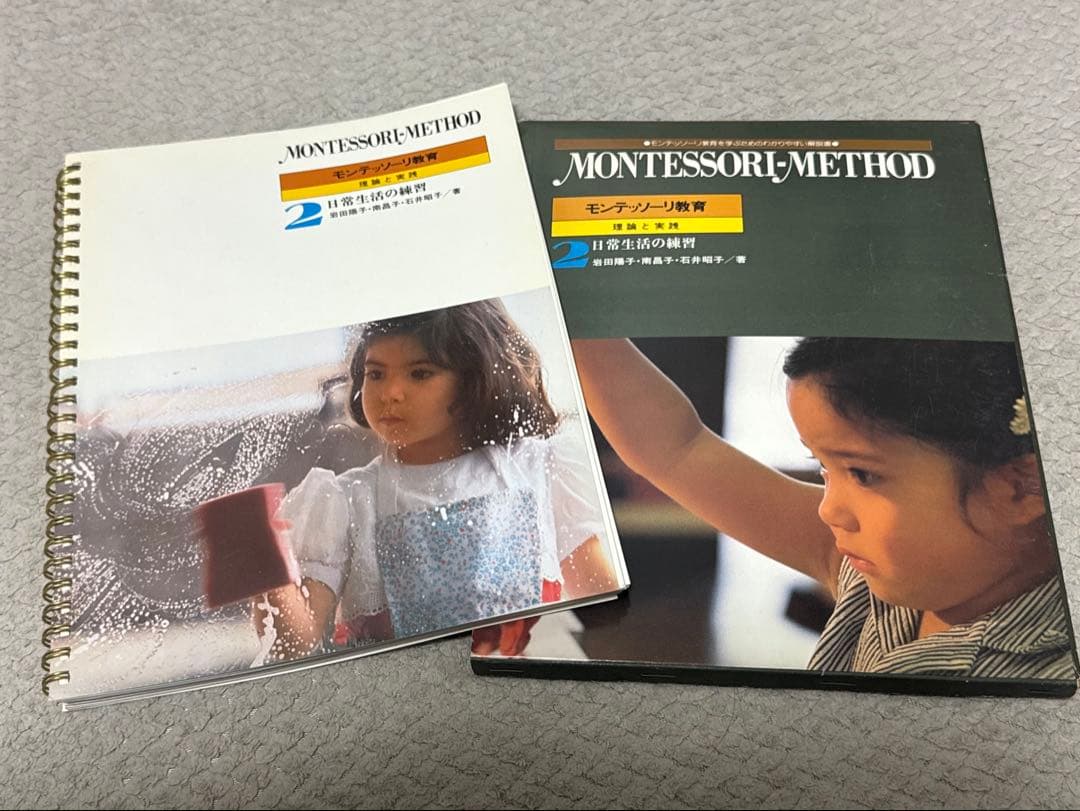 MONTESSORI-METHOD
モンテッソーリ教育
理論と実践
2 日常生活の練習
岩田陽子・南昌子・石井昭子／著
●モンテッソーリ教育を学ぶためのわかりやすい解説書●
MONTESSORI-METHOD
モンテッソーリ教育
理論と実践
2 日常生活の練習
岩田陽子・南昌子・石井昭子／著